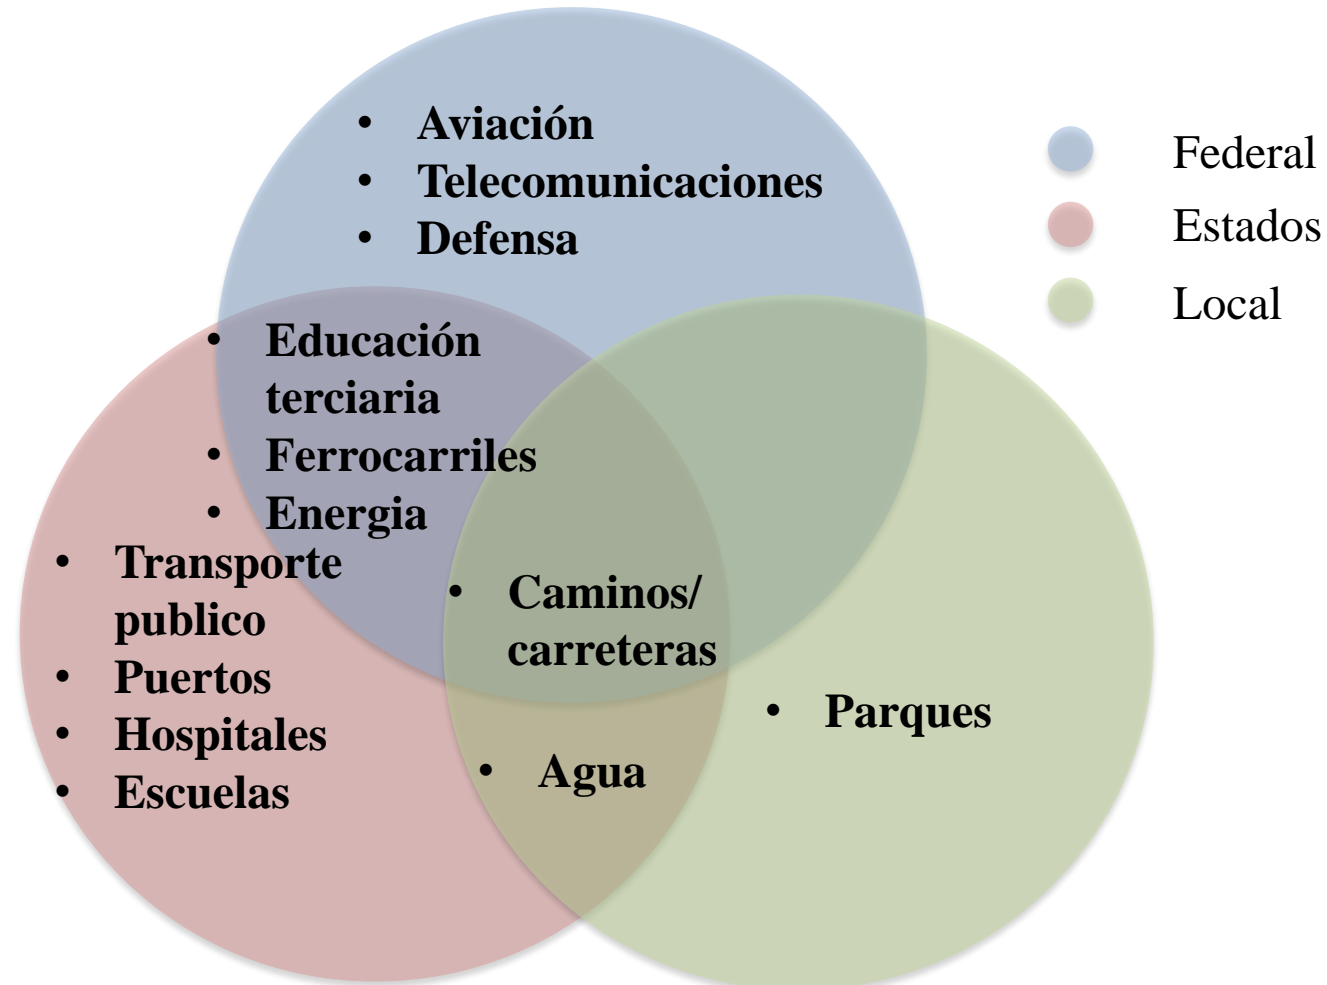 • Aviación
• Telecomunicaciones
• Defensa
Federal
Estados
Local
• Educación
terciaria
• Ferrocarriles
• Energia
• Transporte
publico
• Puertos
• Hospitales
• Escuelas
• Caminos/
carreteras
• Agua
• Parques